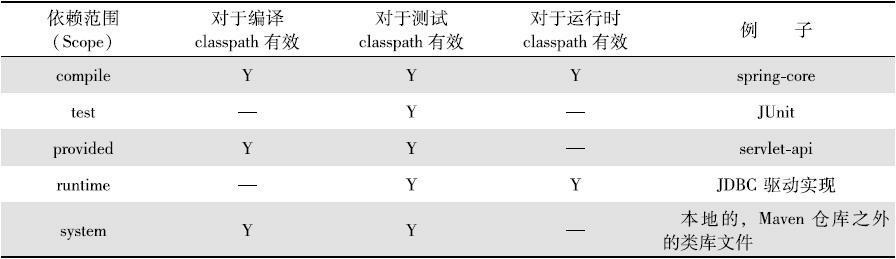 依赖范围 对于编译 对于测试 对于运行时 例 子
（Scope） classpath 有效 classpath 有效 classpath 有效
compile Y Y Y spring-core
test — Y — JUnit
provided Y Y — servlet-api
runtime — Y Y JDBC 驱动实现
system Y Y — 本地的，Maven 仓库之外
的类库文件